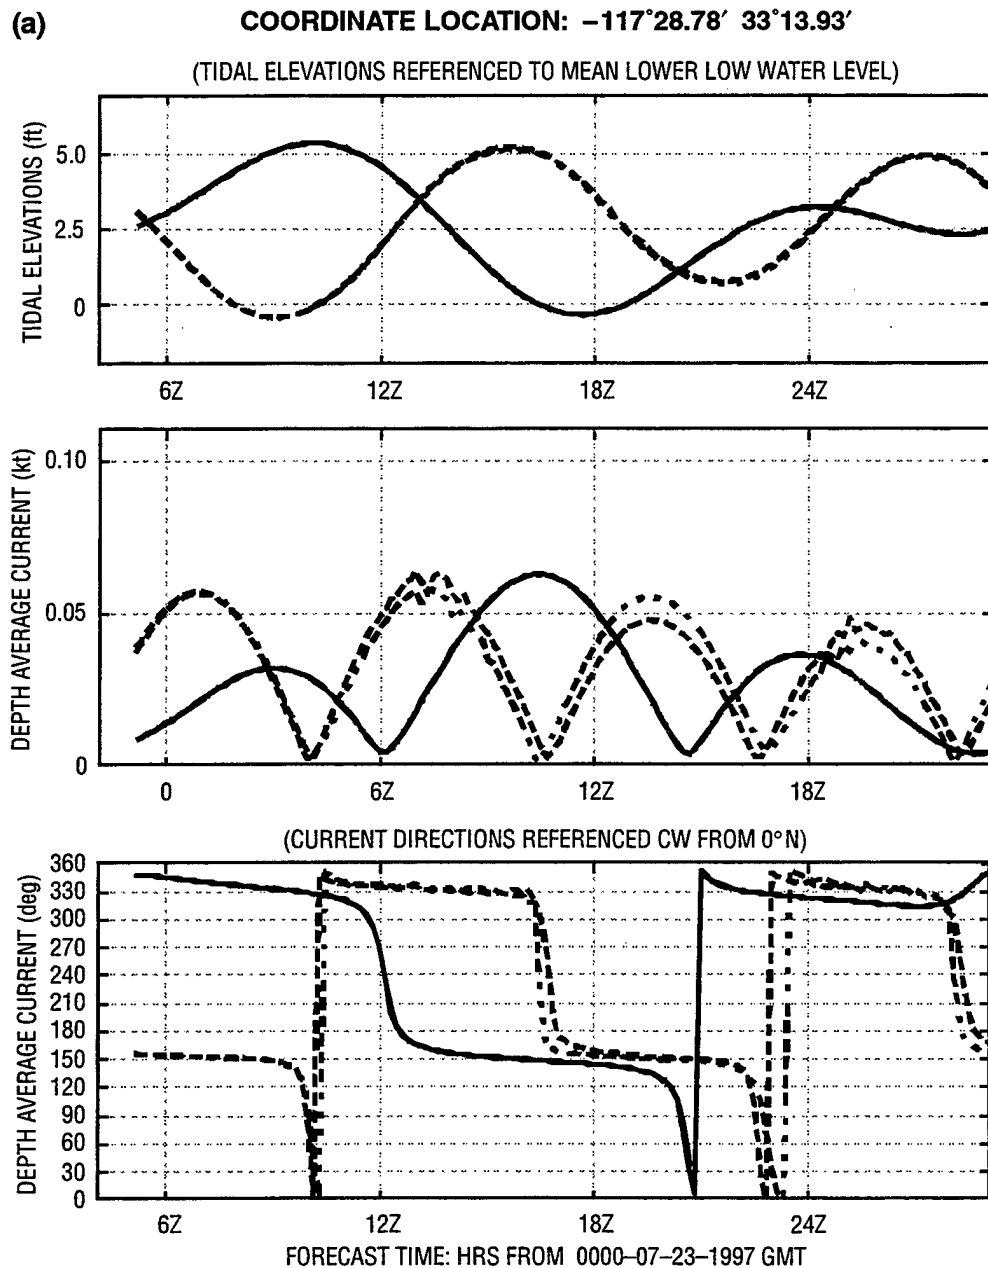 (a)
COORDINATE LOCATION: –117°28.78′ 33°13.93′
(TIDAL ELEVATIONS REFERENCED TO MEAN LOWER LOW WATER LEVEL)
TIDAL ELEVATIONS (ft)
5.0
2.5
0
6Z 12Z 18Z 24Z
DEPTH AVERAGE CURRENT (kt)
0.10
0.05
0
0 6Z 12Z 18Z
(CURRENT DIRECTIONS REFERENCED CW FROM 0°N)
DEPTH AVERAGE CURRENT (deg)
360
330
300
270
240
210
180
150
120
90
60
30
0
6Z 12Z 18Z 24Z
FORECAST TIME: HRS FROM 0000–07–23–1997 GMT